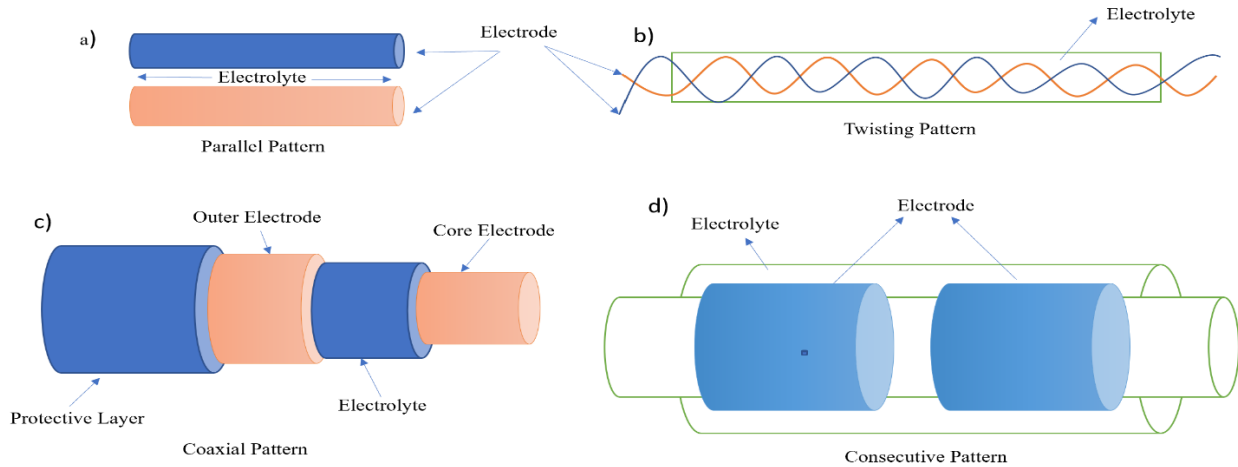 a)
Electrode
Electrolyte
Parallel Pattern
b)
Electrolyte
Twisting Pattern
c)
Outer Electrode
Core Electrode
Protective Layer
Electrolyte
Coaxial Pattern
d)
Electrolyte
Electrode
Consecutive Pattern